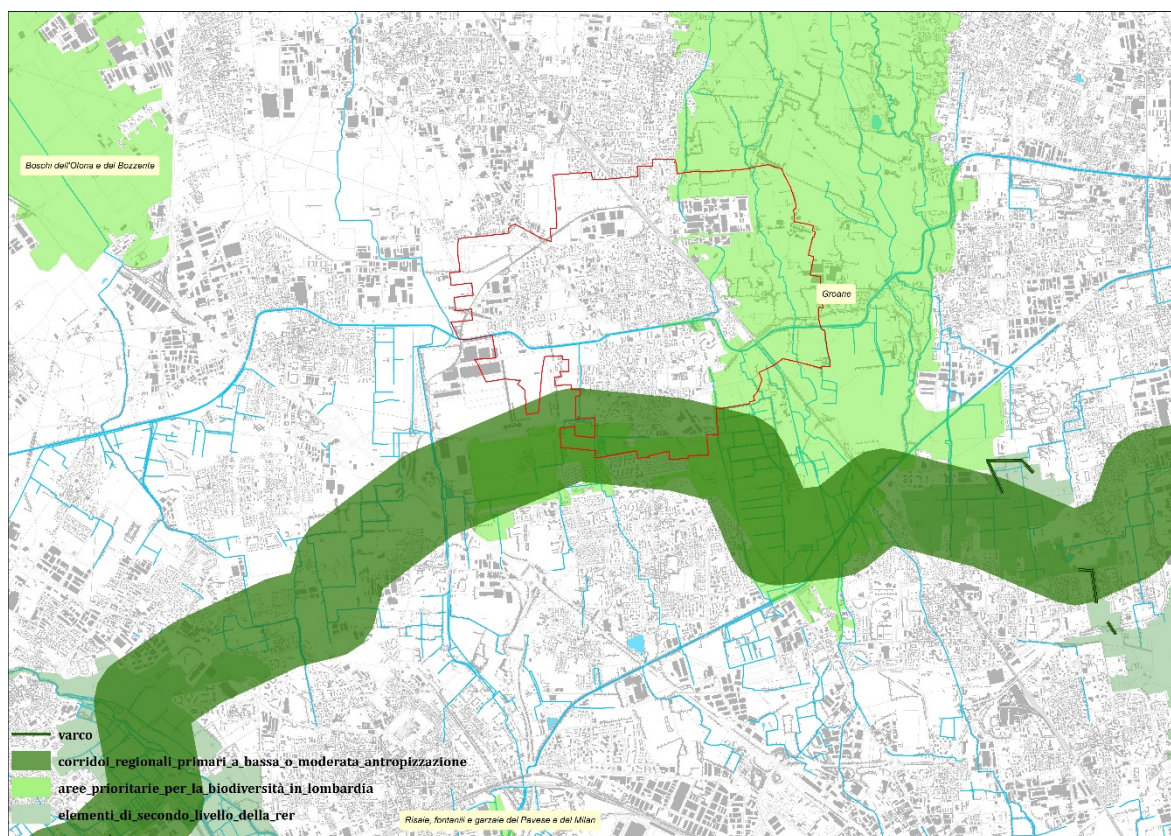 Boschi dell'Olona e del Bozzente
Groane
varco
corridoi_regionali_primari_a_bassa_o_moderata_antropizzazione
aree_prioritarie_per_la_biodiversità_in_lombardia
elementi_di_secondo_livello_della_rer
Risaie, fontanili e garzaie del Pavese e del Milan